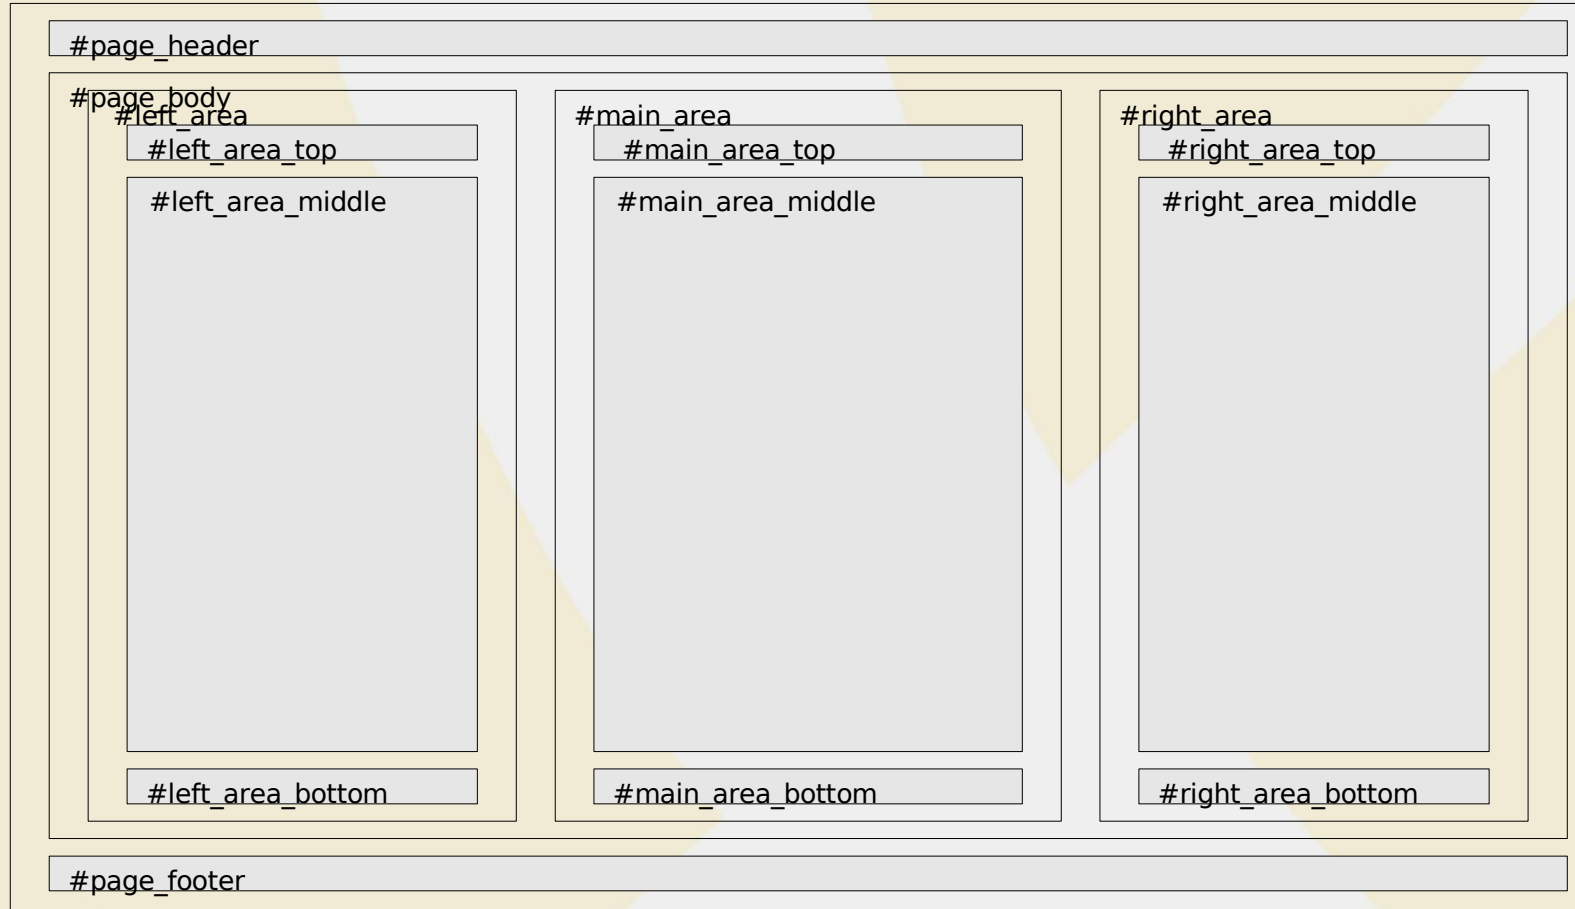 #page_header
#page_body
#left_area
#main_area
#right_area
#left_area_top
#main_area_top
#right_area_top
#left_area_middle
#main_area_middle
#right_area_middle
#left_area_bottom
#main_area_bottom
#right_area_bottom
#page_footer